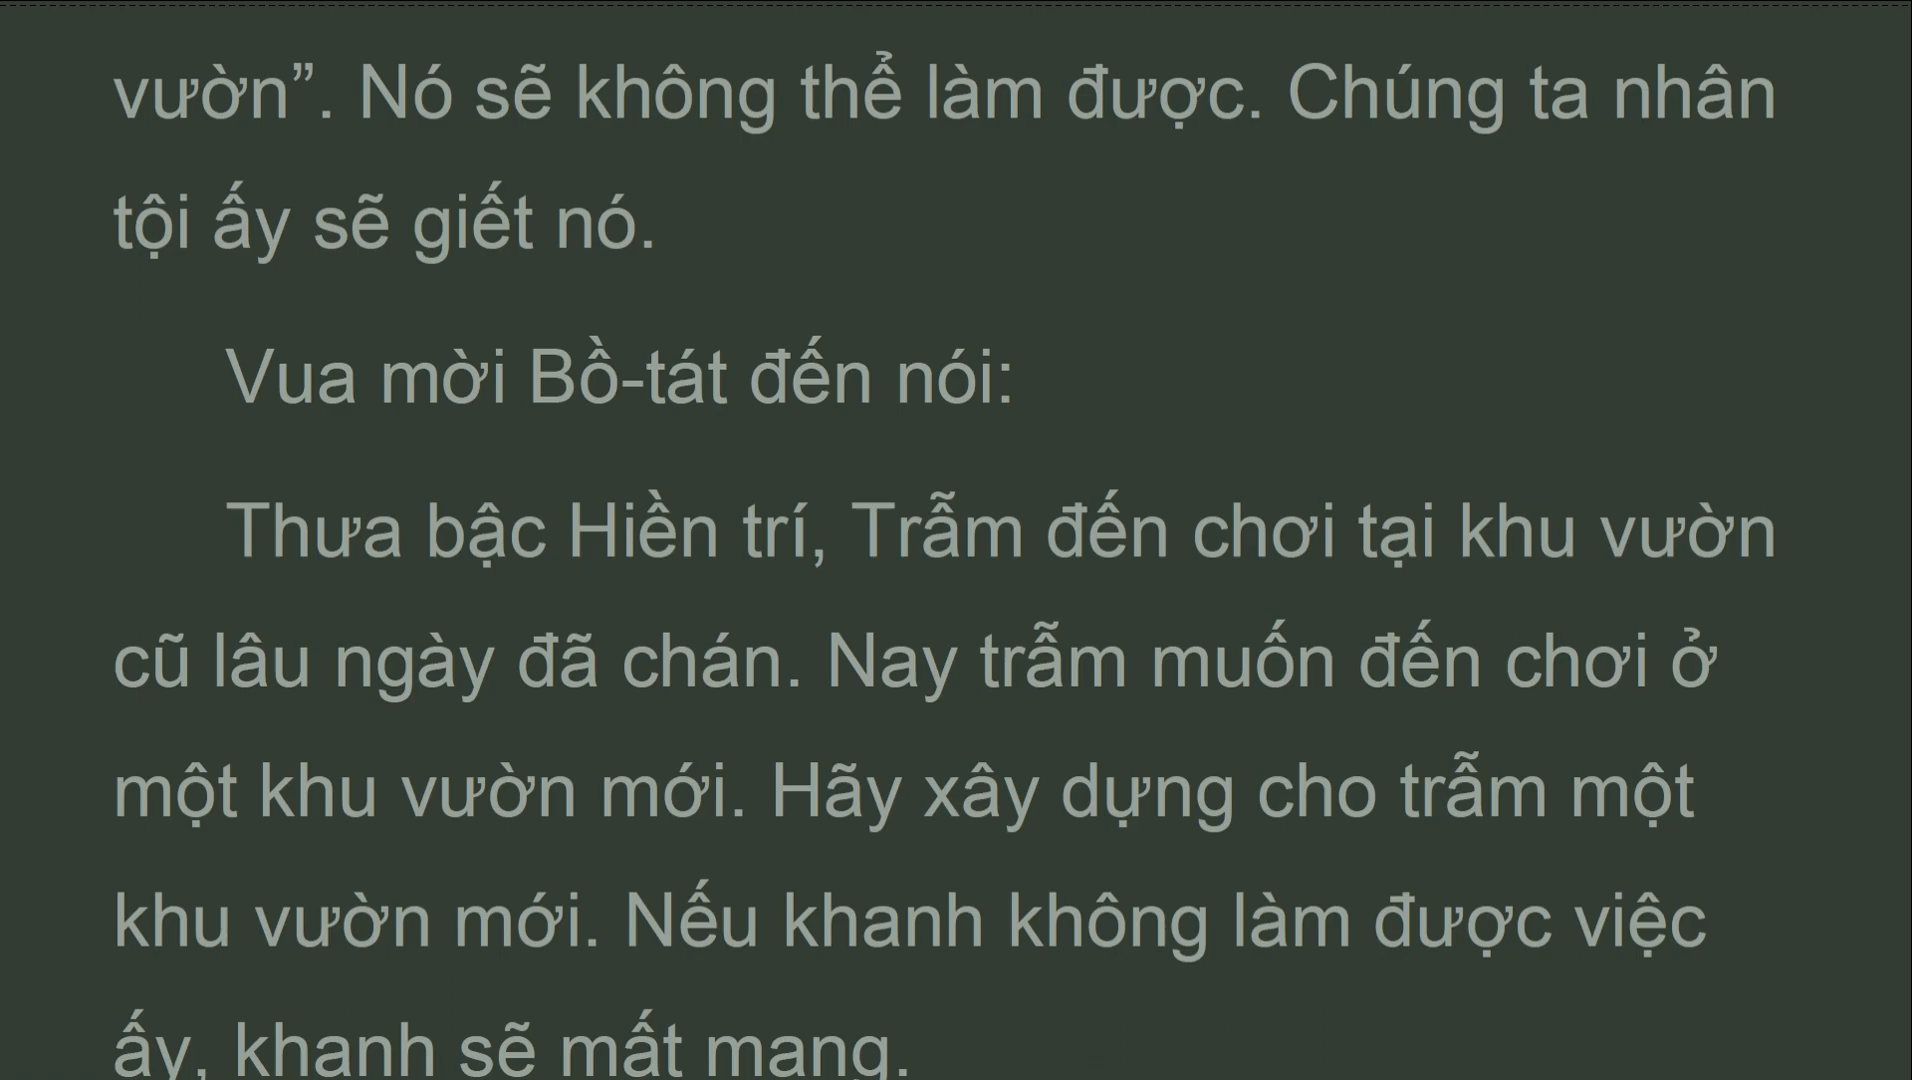 vườn”. Nó sẽ không thể làm được. Chúng ta nhân
tội ấy sẽ giết nó.
Vua mời Bồ-tát đến nói:
Thưa bậc Hiền trí, Trẫm đến chơi tại khu vườn
cũ lâu ngày đã chán. Nay trẫm muốn đến chơi ở
một khu vườn mới. Hãy xây dựng cho trẫm một
khu vườn mới. Nếu khanh không làm được việc
ấy, khanh sẽ mất mạng.